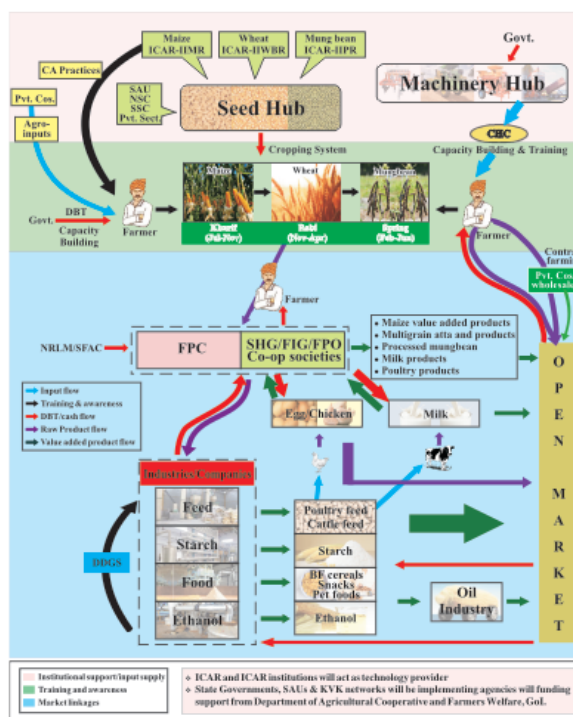 Maize
ICAR-IIMR
Wheat
ICAR-IIWBR
Mung bean
ICAR-IIPR
Govt.
CA Practices
Pvt. Cos.
Agro-
inputs
SAU
NSC
SSC
Pvt. Sect.
Seed Hub
Machinery Hub
CHC
Cropping System
Capacity Building & Training
Maize
Wheat
Mungbean
Kharif
(Jul-Nov)
Rabi
(Nov-Apr)
Spring
(Feb-Jun)
Govt.
DBT
Capacity
Building
Farmer
Farmer
Contra
farmin
Pvt. Cos.
wholesale
Farmer
NRLM/SFAC
FPC
SHG/FIG/FPO
Co-op societies
• Maize value added products
• Multigrain atta and products
• Processed mungbean
• Milk products
• Poultry products
OPEN MARKET
Input flow
Training & awareness
DBT/cash flow
Raw Product flow
Value added product flow
Egg/Chicken
Milk
Industries/Companies
Feed
Starch
Food
Ethanol
DDGS
Poultry feed
Cattle feed
Starch
BF cereals
Snacks
Pet foods
Ethanol
Oil
Industry
Institutional support/input supply
Training and awareness
Market linkages
❖ ICAR and ICAR institutions will act as technology provider
❖ State Governments, SAUs & KVK networks will be implementing agencies will funding
support from Department of Agricultural Cooperative and Farmers Welfare, GoI.